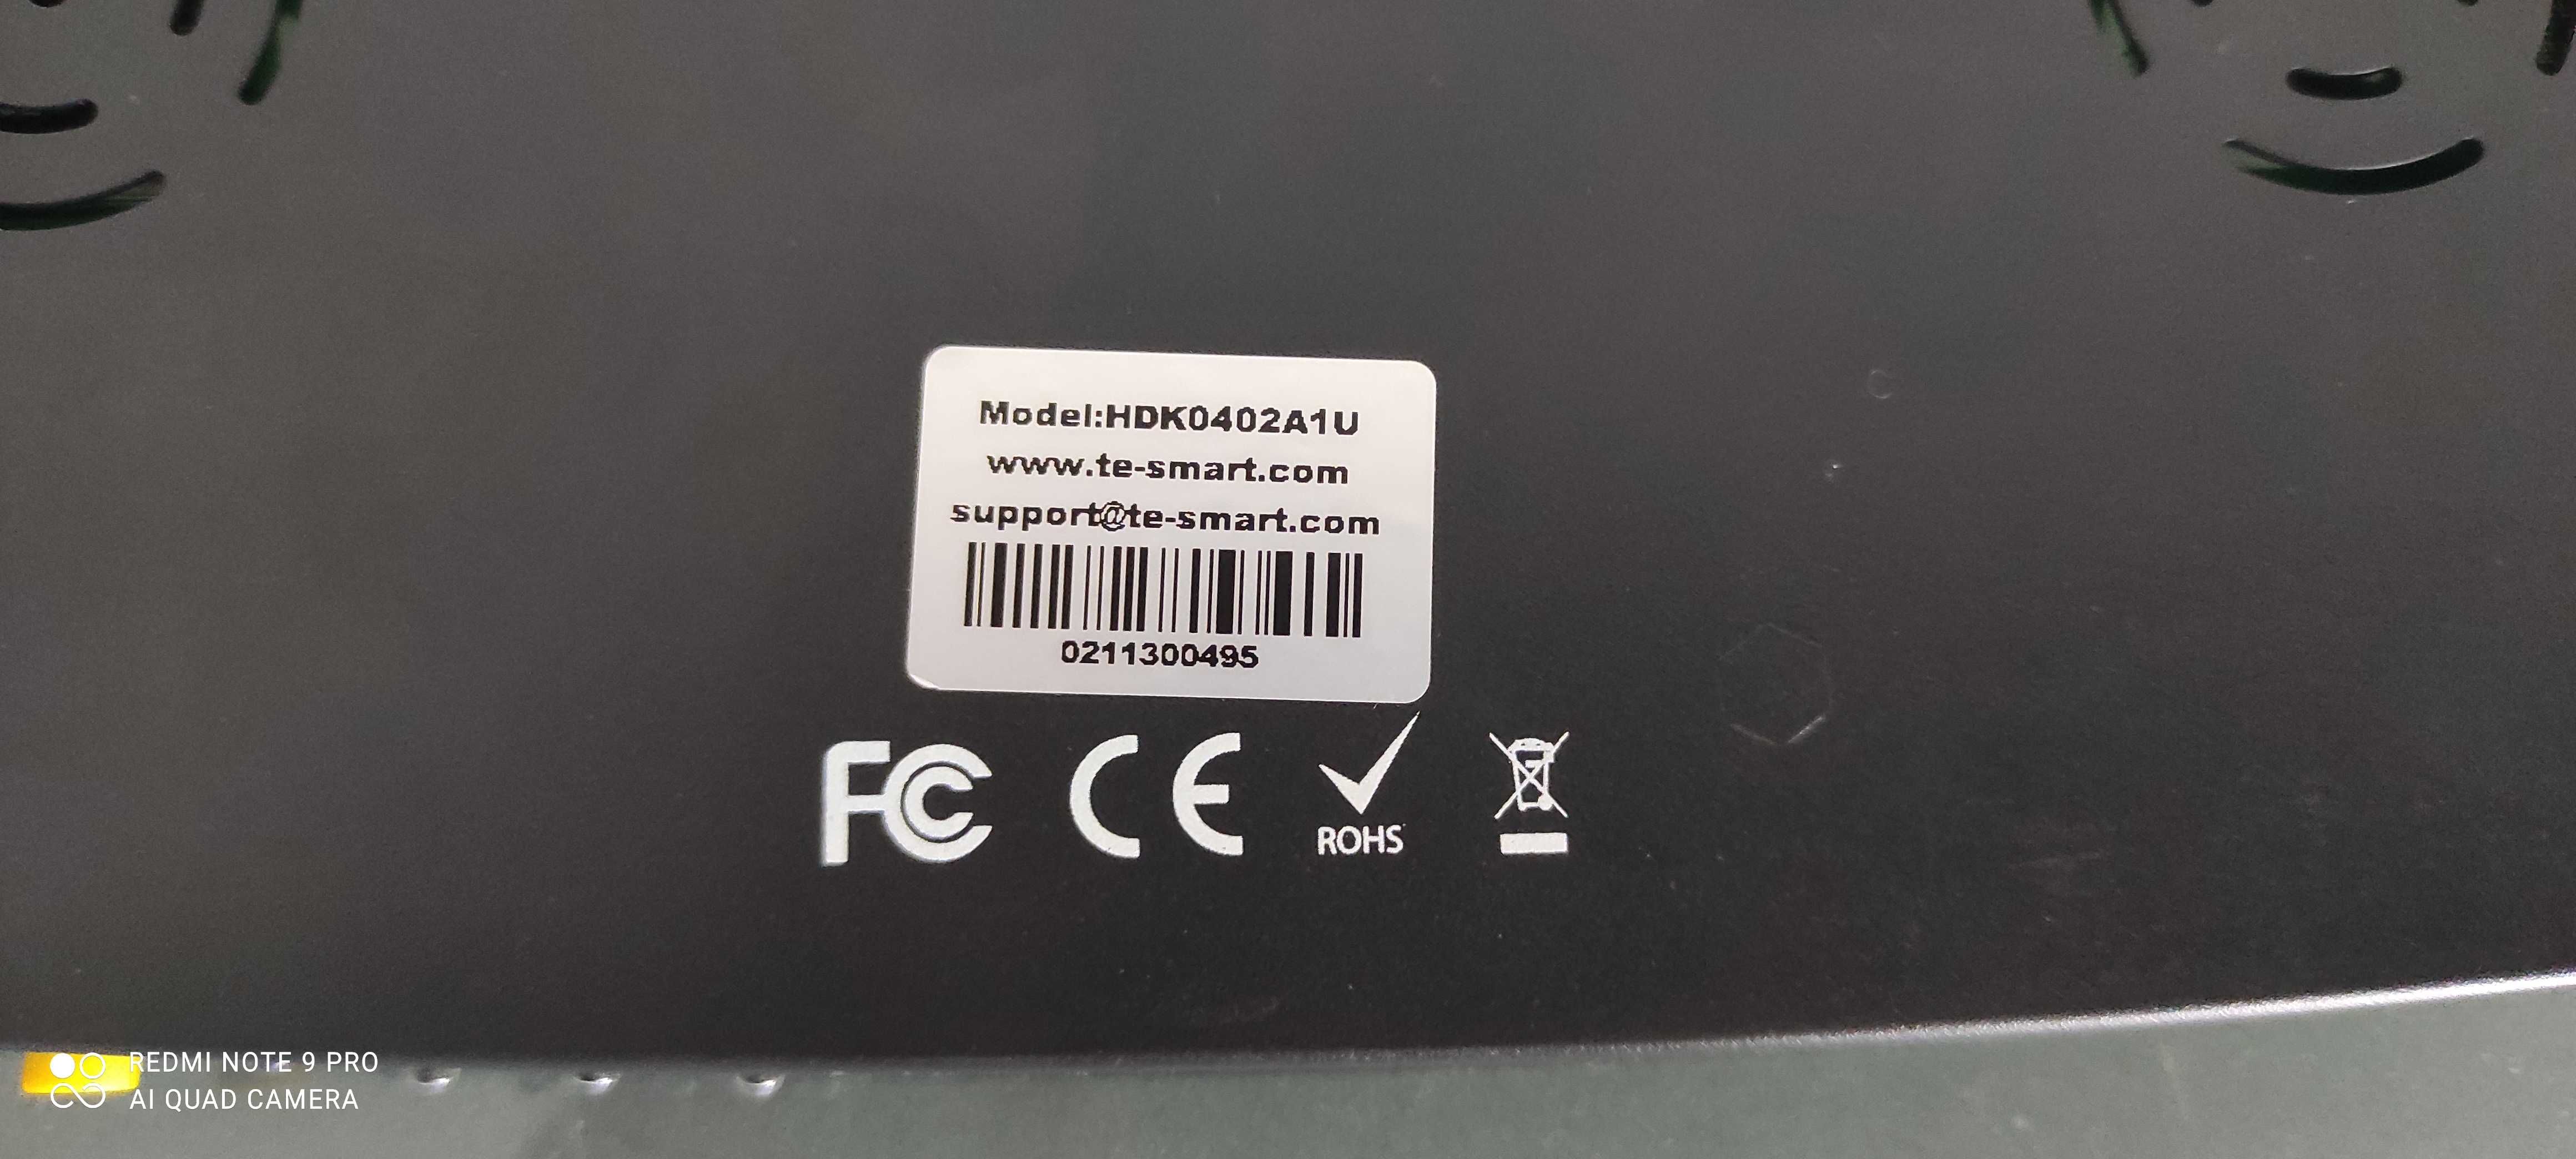 Model:HDK0402A1U
www.te-smart.com
support@te-smart.com
0211300495
FC CE ROHS
REDMI NOTE 9 PRO
AI QUAD CAMERA